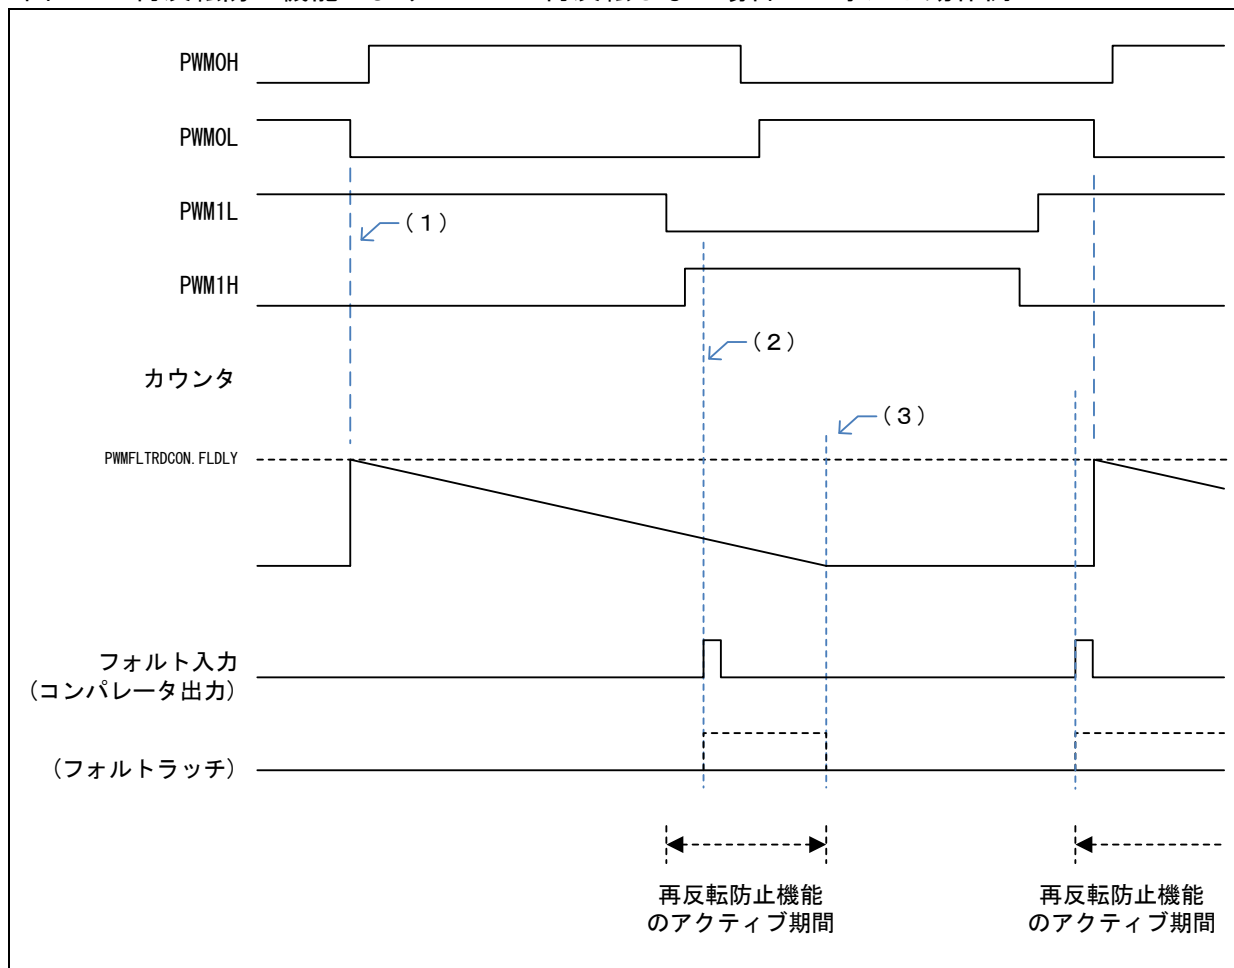 PWM0H
PWM0L
PWM1L
(1)
PWM1H
(2)
カウンタ
(3)
PWMFLTRDCON.FLDLY
フォルト入力
(コンパレータ出力)
(フォルトラッチ)
再反転防止機能
のアクティブ期間
再反転防止機能
のアクティブ期間